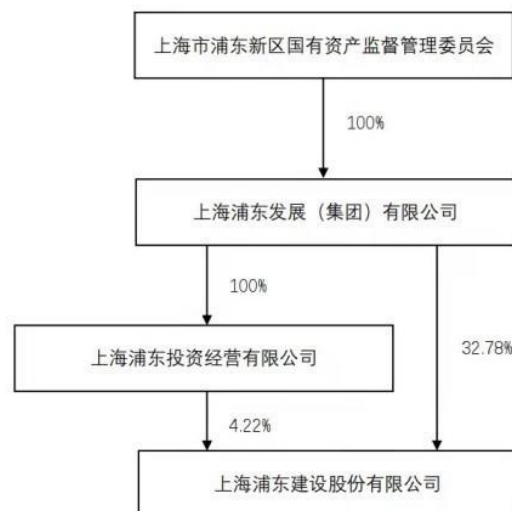 上海市浦东新区国有资产监督管理委员会
100%
上海浦东发展（集团）有限公司
100%
32.78%
上海浦东投资经营有限公司
4.22%
上海浦东建设股份有限公司